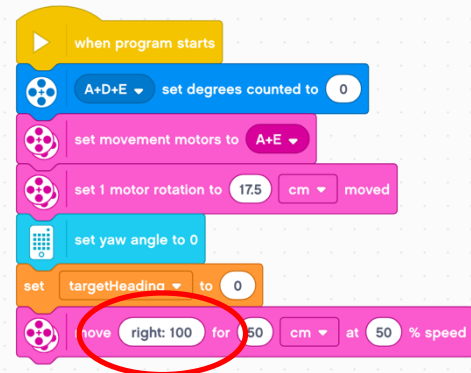 when program starts
A+D+E set degrees counted to 0
set movement motors to A+E
set 1 motor rotation to 17.5 cm moved
set yaw angle to 0
set targetHeading to 0
move right: 100 for 50 cm at 50 % speed